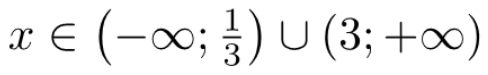 x ∈ (−∞; 1/3) ∪ (3; +∞)